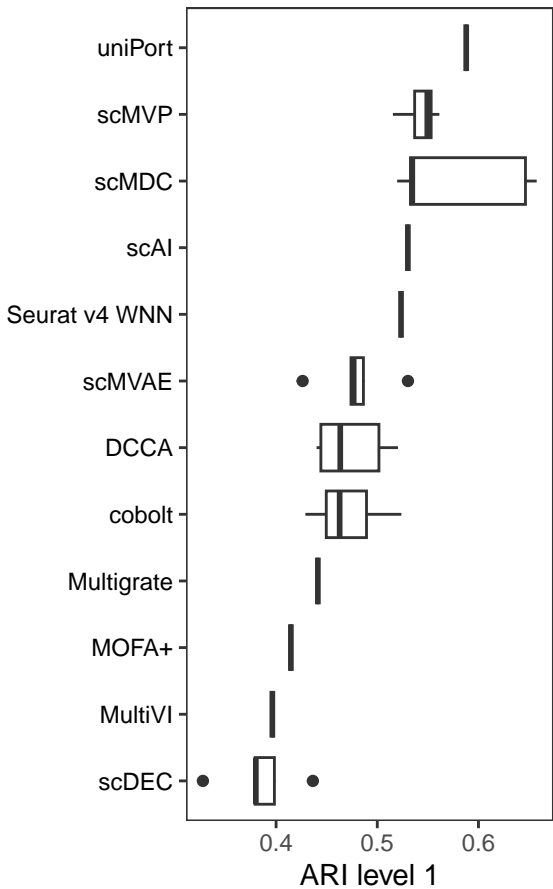 uniPort
scMVP
scMDC
scAI
Seurat v4 WNN
scMVAE
DCCA
cobolt
Multigrate
MOFA+
MultiVI
scDEC
0.4 0.5 0.6
ARI level 1